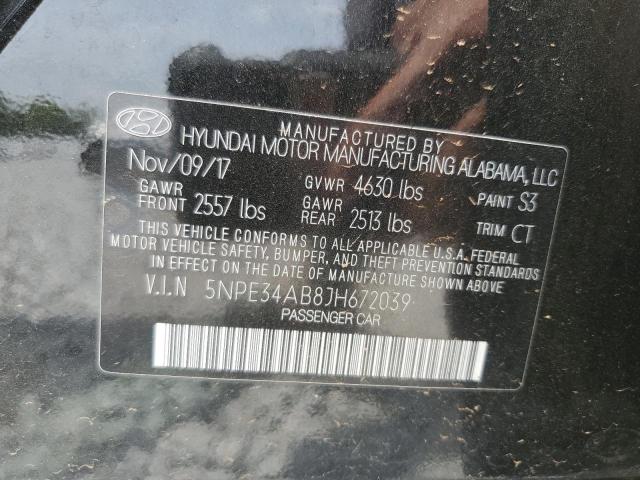 MANUFACTURED BY
HYUNDAI MOTOR MANUFACTURING ALABAMA, LLC
Nov/09/17 GVWR 4630 lbs PAINT S3
GAWR FRONT 2557 lbs GAWR REAR 2513 lbs TRIM CT
THIS VEHICLE CONFORMS TO ALL APPLICABLE U.S.A. FEDERAL
MOTOR VEHICLE SAFETY, BUMPER, AND THEFT PREVENTION STANDARDS
IN EFFECT ON THE DATE OF MANUFACTURE SHOWN ABOVE.
V.I.N 5NPE34AB8JH672039
PASSENGER CAR